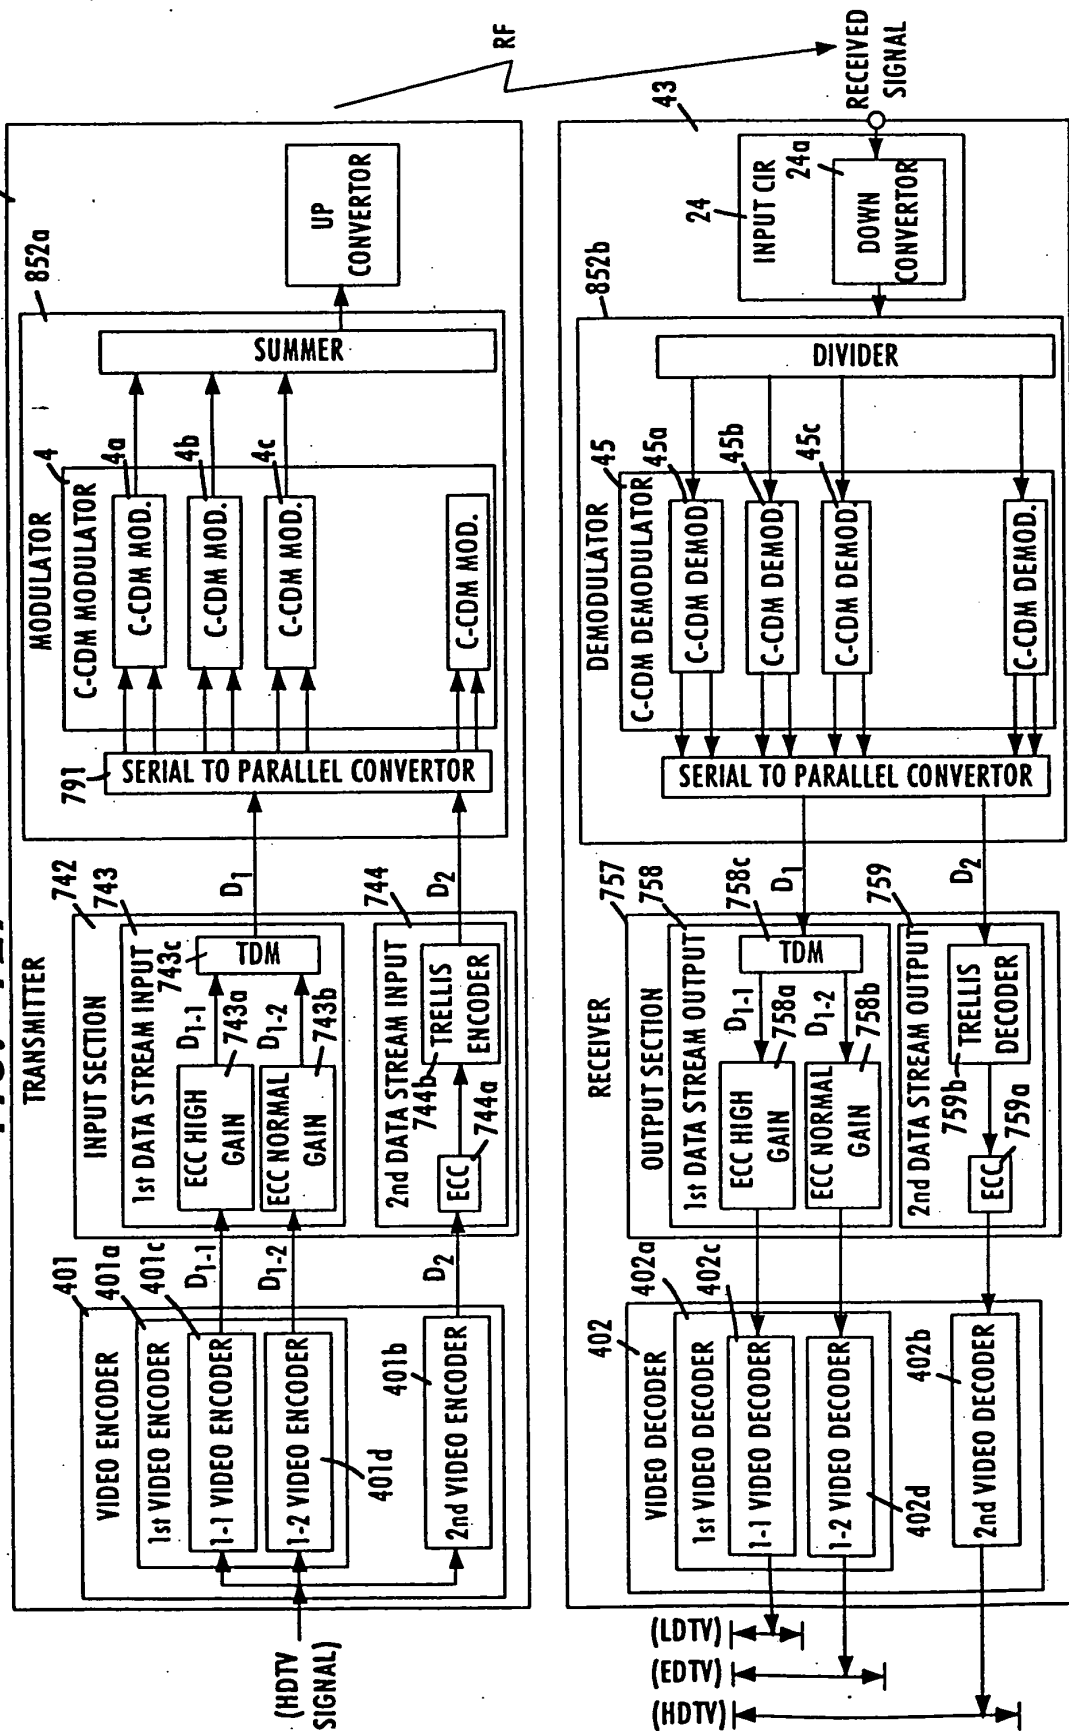 TRANSMITTER
(HDTV
SIGNAL)
401
VIDEO ENCODER
401a
1st VIDEO ENCODER
401c
1-1 VIDEO ENCODER
1-2 VIDEO ENCODER
401d
401b
2nd VIDEO ENCODER
D1-1
D1-2
D2
742
INPUT SECTION
743
1st DATA STREAM INPUT
ECC HIGH
GAIN
743a
ECC NORMAL
GAIN
743b
D1-1
D1-2
743c
TDM
744
2nd DATA STREAM INPUT
ECC
744a
744b
TRELLIS
ENCODER
D1
D2
852a
MODULATOR
791
SERIAL TO PARALLEL CONVERTOR
4
C-CDM MODULATOR
4a
C-CDM MOD.
4b
C-CDM MOD.
4c
C-CDM MOD.
C-CDM MOD.
SUMMER
UP
CONVERTOR
RF
RECEIVED
SIGNAL
43
RECEIVER
24
INPUT CIR
24a
DOWN
CONVERTOR
852b
DEMODULATOR
DIVIDER
45
C-CDM DEMODULATOR
45a
C-CDM DEMOD
45b
C-CDM DEMOD.
45c
C-CDM DEMOD.
C-CDM DEMOD.
SERIAL TO PARALLEL CONVERTOR
D1
D2
757
OUTPUT SECTION
758
1st DATA STREAM OUTPUT
758c
TDM
D1-1
D1-2
ECC HIGH
GAIN
758a
ECC NORMAL
GAIN
758b
759
2nd DATA STREAM OUTPUT
759b
TRELLIS
DECODER
ECC
759a
402
VIDEO DECODER
402a
1st VIDEO DECODER
402c
1-1 VIDEO DECODER
1-2 VIDEO DECODER
402d
402b
2nd VIDEO DECODER
(LDTV)
(EDTV)
(HDTV)